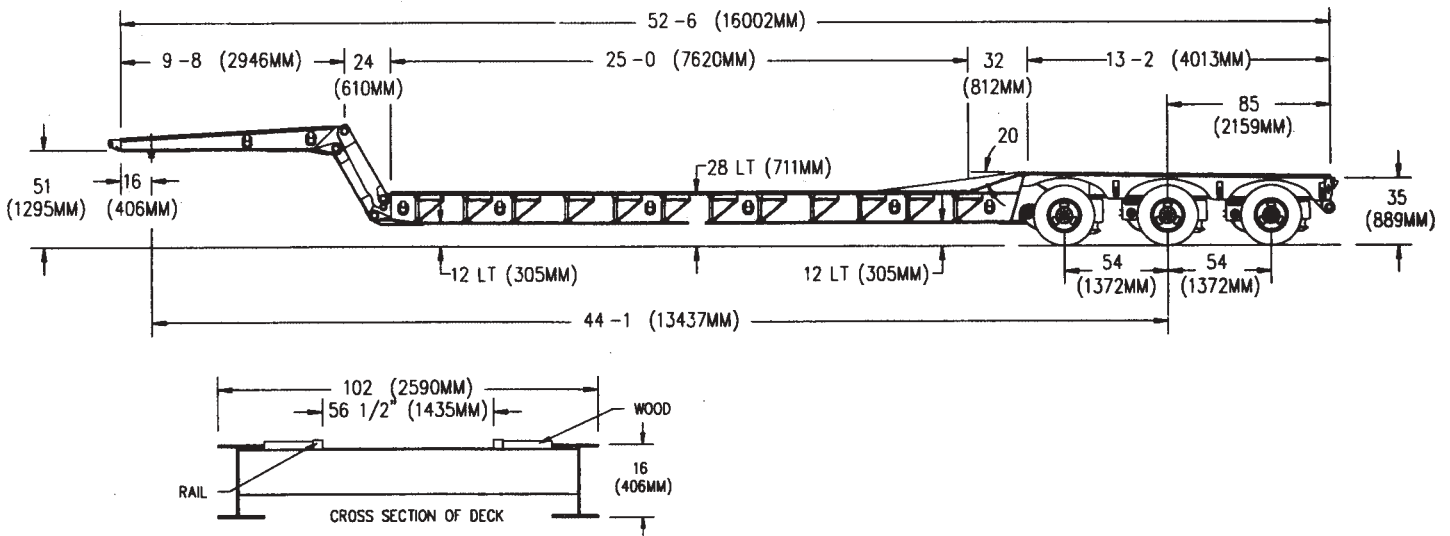 52 -6 (16002MM)
9 -8 (2946MM)
24
(610MM)
25 -0 (7620MM)
32
(812MM)
13 -2 (4013MM)
85
(2159MM)
20
28 LT (711MM)
51
(1295MM)
16
(406MM)
35
(889MM)
12 LT (305MM)
12 LT (305MM)
54
(1372MM)
54
(1372MM)
44 -1 (13437MM)
102 (2590MM)
56 1/2" (1435MM)
WOOD
RAIL
16
(406MM)
CROSS SECTION OF DECK